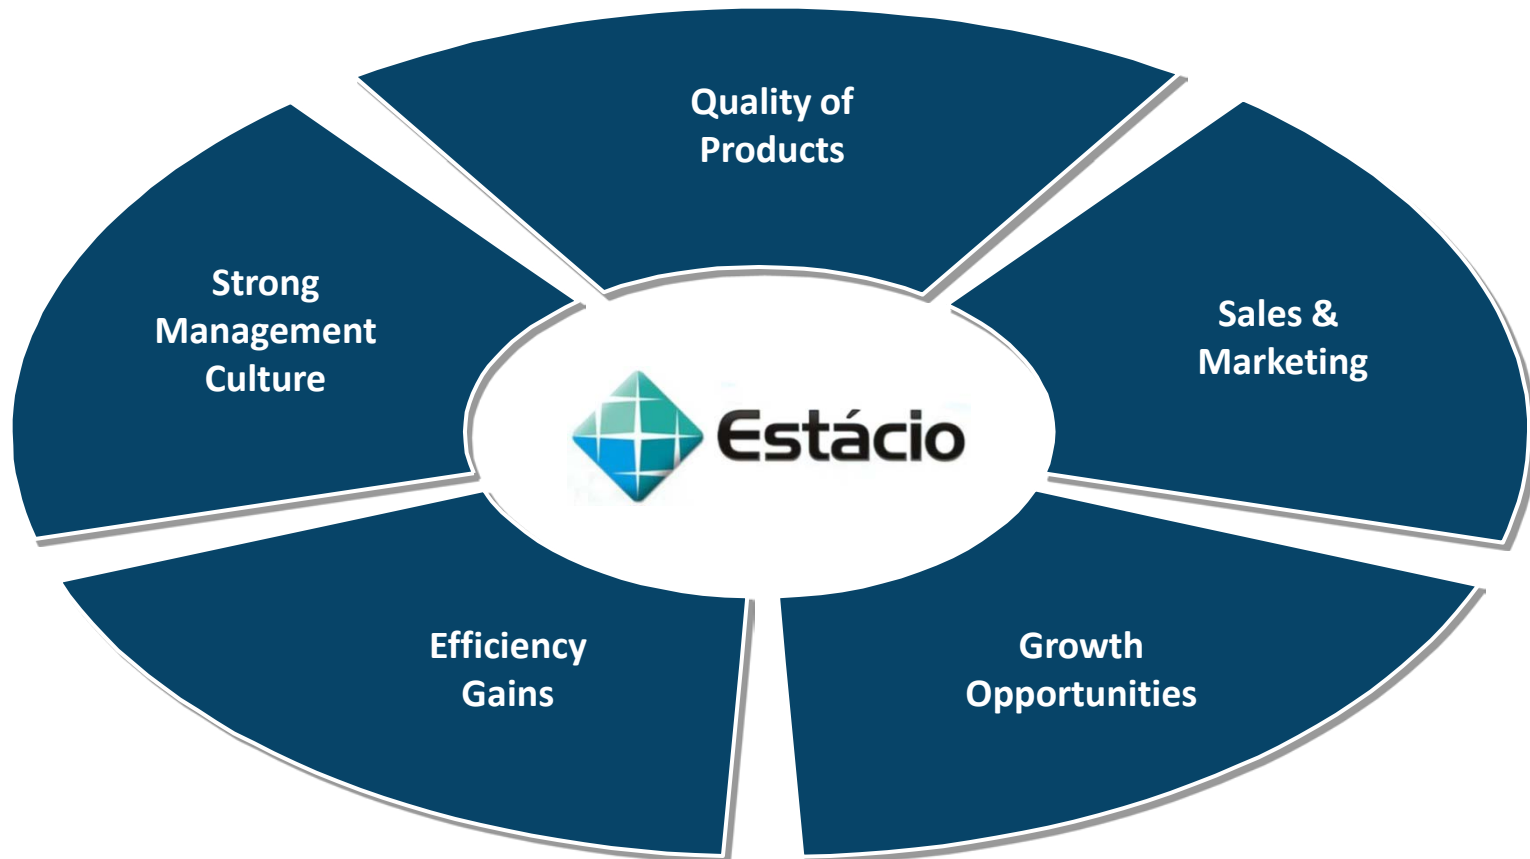 Quality of
Products
Sales &
Marketing
Growth
Opportunities
Efficiency
Gains
Strong
Management
Culture
Estácio